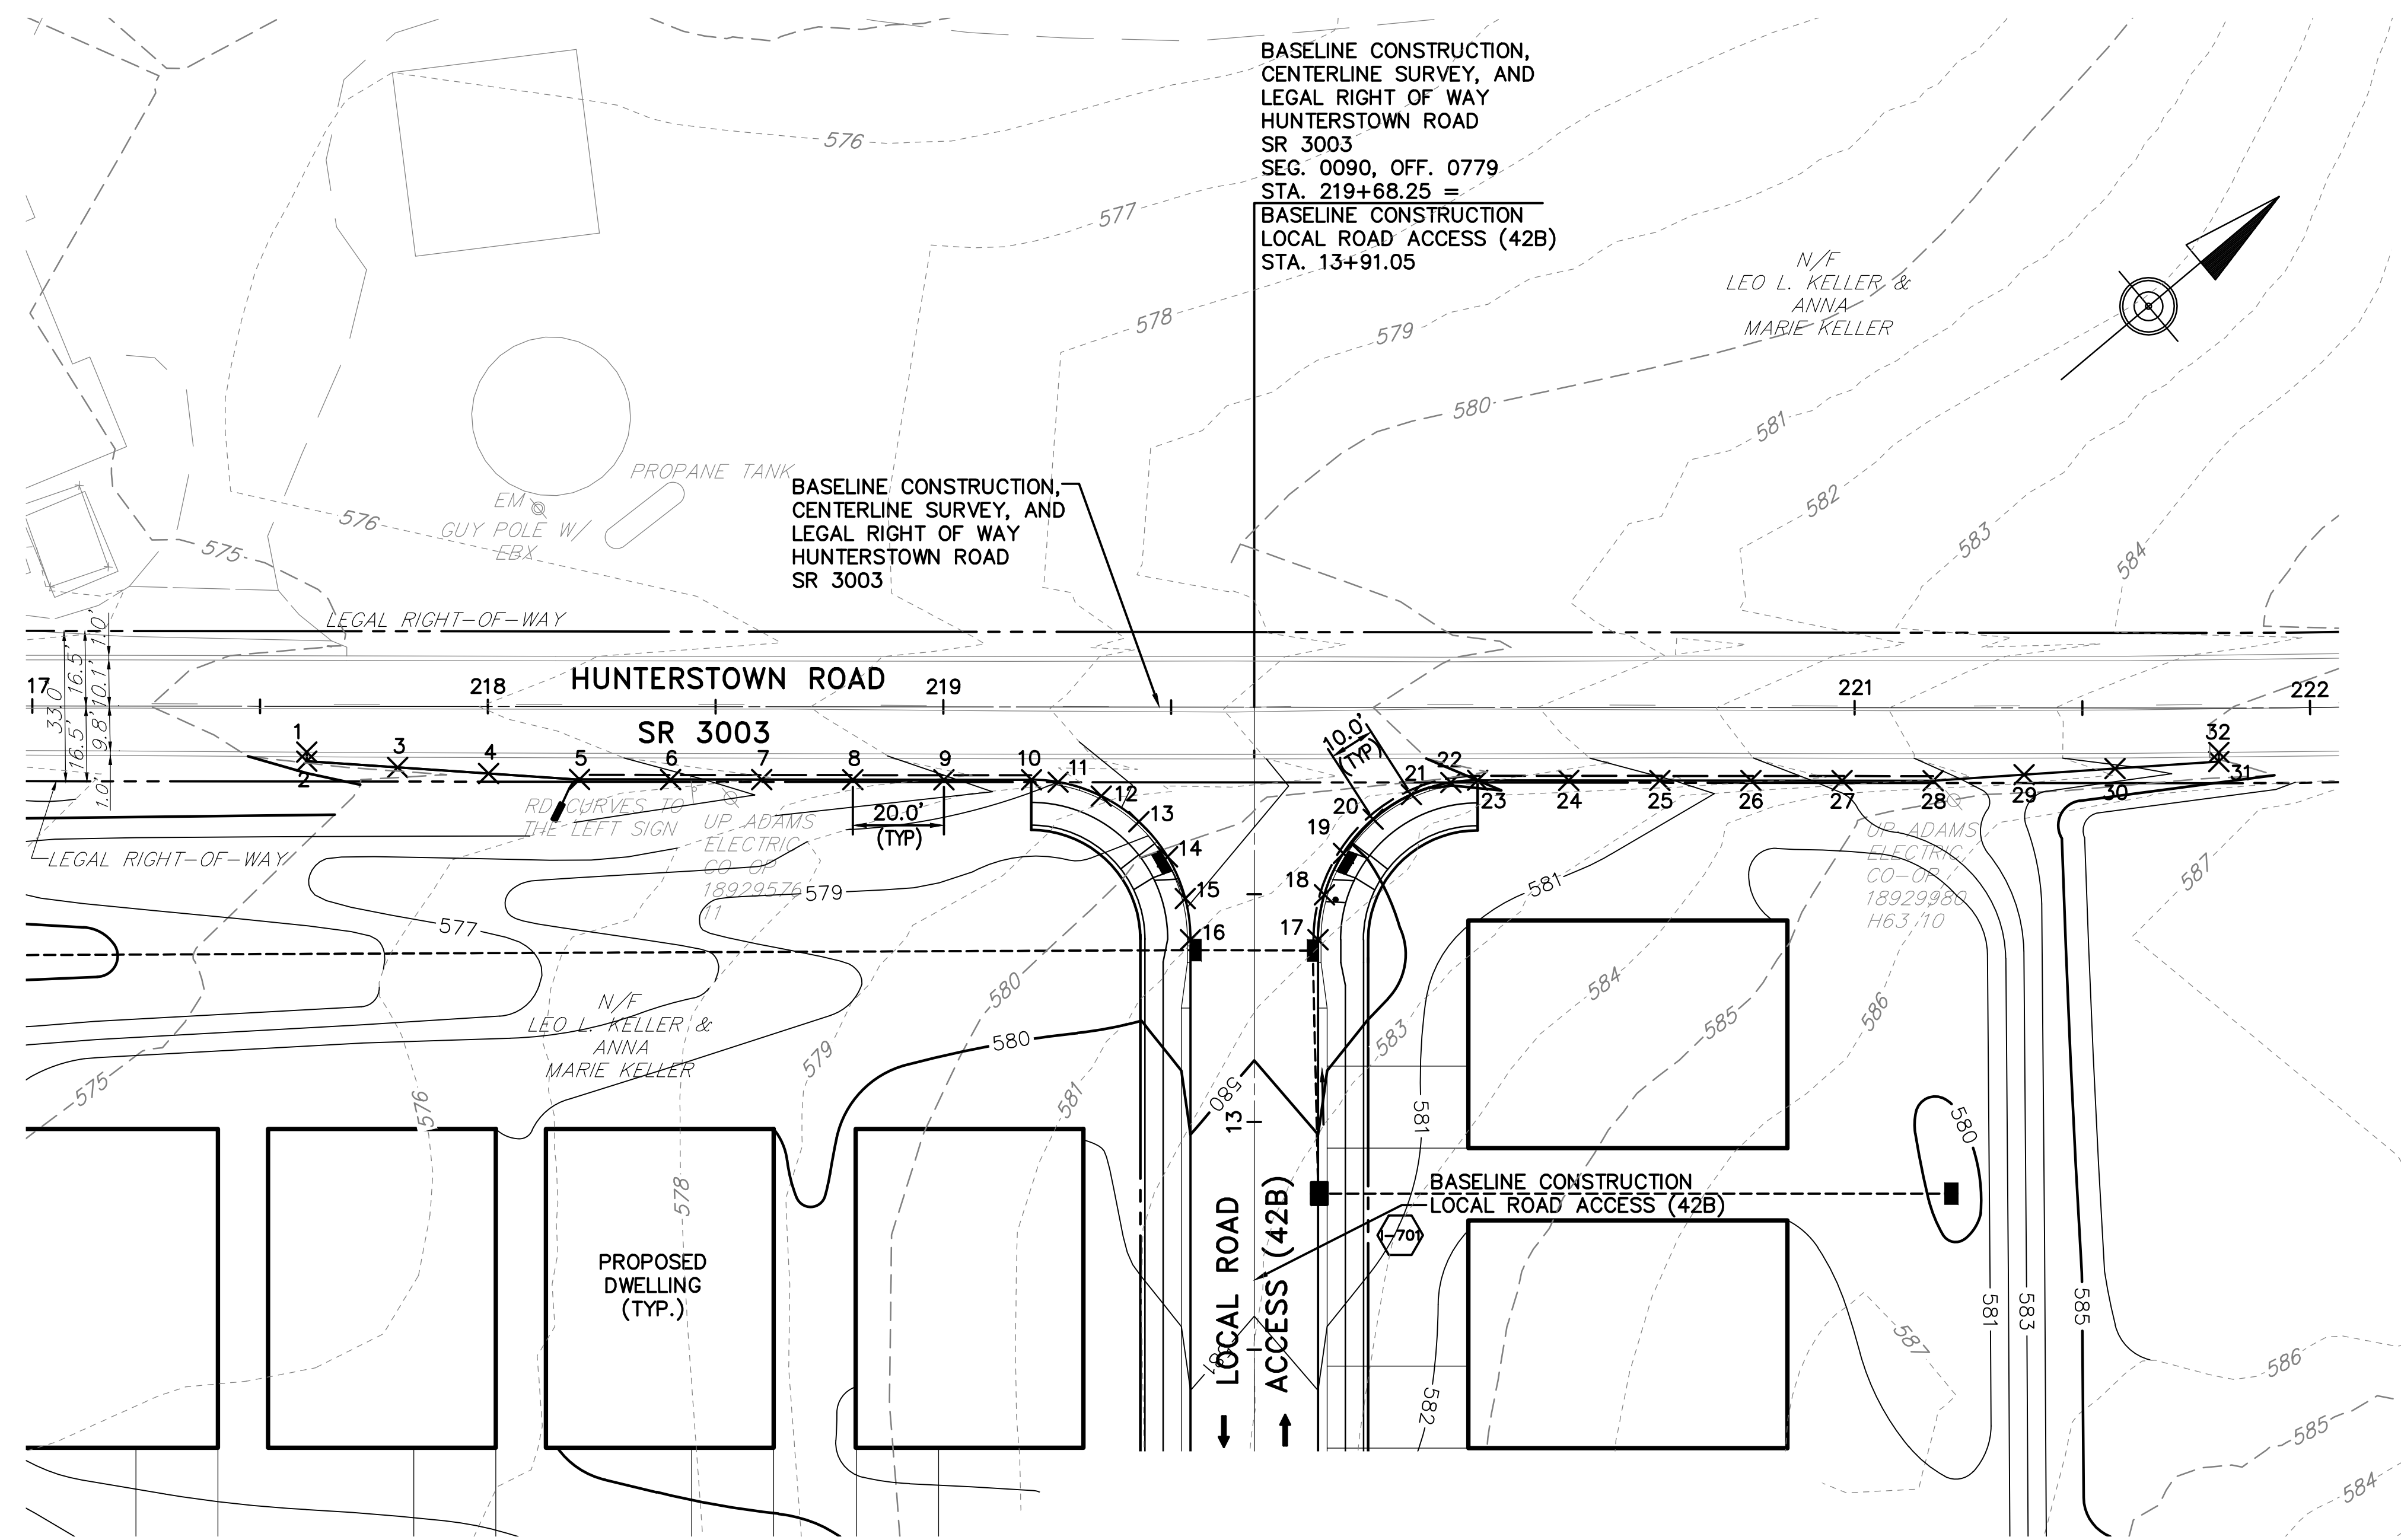 BASELINE CONSTRUCTION,
CENTERLINE SURVEY, AND
LEGAL RIGHT OF WAY
HUNTERSTOWN ROAD
SR 3003
SEG. 0090, OFF. 0779
STA. 219+68.25 =
BASELINE CONSTRUCTION
LOCAL ROAD ACCESS (42B)
STA. 13+91.05
576
577
578
579
580
581
582
583
584
N/F
LEO L. KELLER &
ANNA
MARIE KELLER
PROPANE TANK
EM
GUY POLE W/
EBX
576
575
BASELINE CONSTRUCTION,
CENTERLINE SURVEY, AND
LEGAL RIGHT OF WAY
HUNTERSTOWN ROAD
SR 3003
LEGAL RIGHT-OF-WAY
HUNTERSTOWN ROAD
SR 3003
17
218
219
221
222
33.0'
16.5'
16.5'
1.0'
10.1'
9.8'
1.0'
1
2
3
4
5
6
7
8
9
10
11
12
13
14
15
16
17
18
19
20
21
22
23
24
25
26
27
28
29
30
31
32
10.0'
(TYP)
20.0'
(TYP)
RD CURVES TO
THE LEFT SIGN
UP ADAMS
ELECTRIC
CO-OP
18929576
11
UP ADAMS
ELECTRIC
CO-OP
18929980
H63 '10
LEGAL RIGHT-OF-WAY
577
579
581
587
N/F
LEO L. KELLER &
ANNA
MARIE KELLER
580
580
579
581
575
576
578
583
584
585
586
580
13
581
580
BASELINE CONSTRUCTION
LOCAL ROAD ACCESS (42B)
I-701
LOCAL ROAD
ACCESS (42B)
PROPOSED
DWELLING
(TYP.)
581
582
581
583
585
587
586
585
584